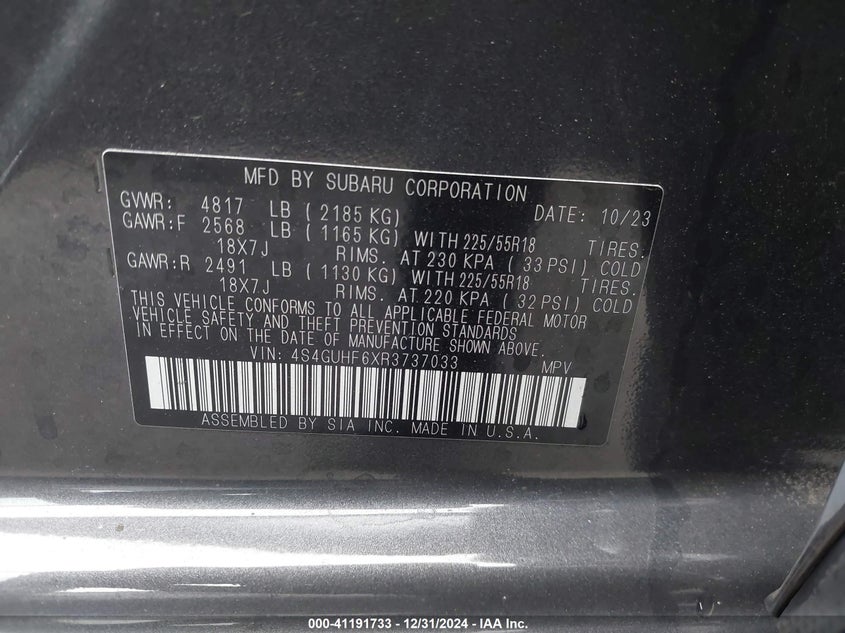 MFD BY SUBARU CORPORATION
GVWR: 4817 LB ( 2185 KG) DATE: 10/23
GAWR:F 2568 LB ( 1165 KG) WITH 225/55R18 TIRES.
18X7J RIMS. AT 230 KPA ( 33 PSI) COLD
GAWR:R 2491 LB ( 1130 KG) WITH 225/55R18 TIRES.
18X7J RIMS. AT 220 KPA ( 32 PSI) COLD
THIS VEHICLE CONFORMS TO ALL APPLICABLE FEDERAL MOTOR
VEHICLE SAFETY AND THEFT PREVENTION STANDARDS
IN EFFECT ON THE DATE OF MANUFACTURE SHOWN ABOVE.
VIN: 4S4GUHF6XR3737033 MPV
ASSEMBLED BY SIA INC. MADE IN U.S.A.
000-41191733 - 12/31/2024 - IAA Inc.